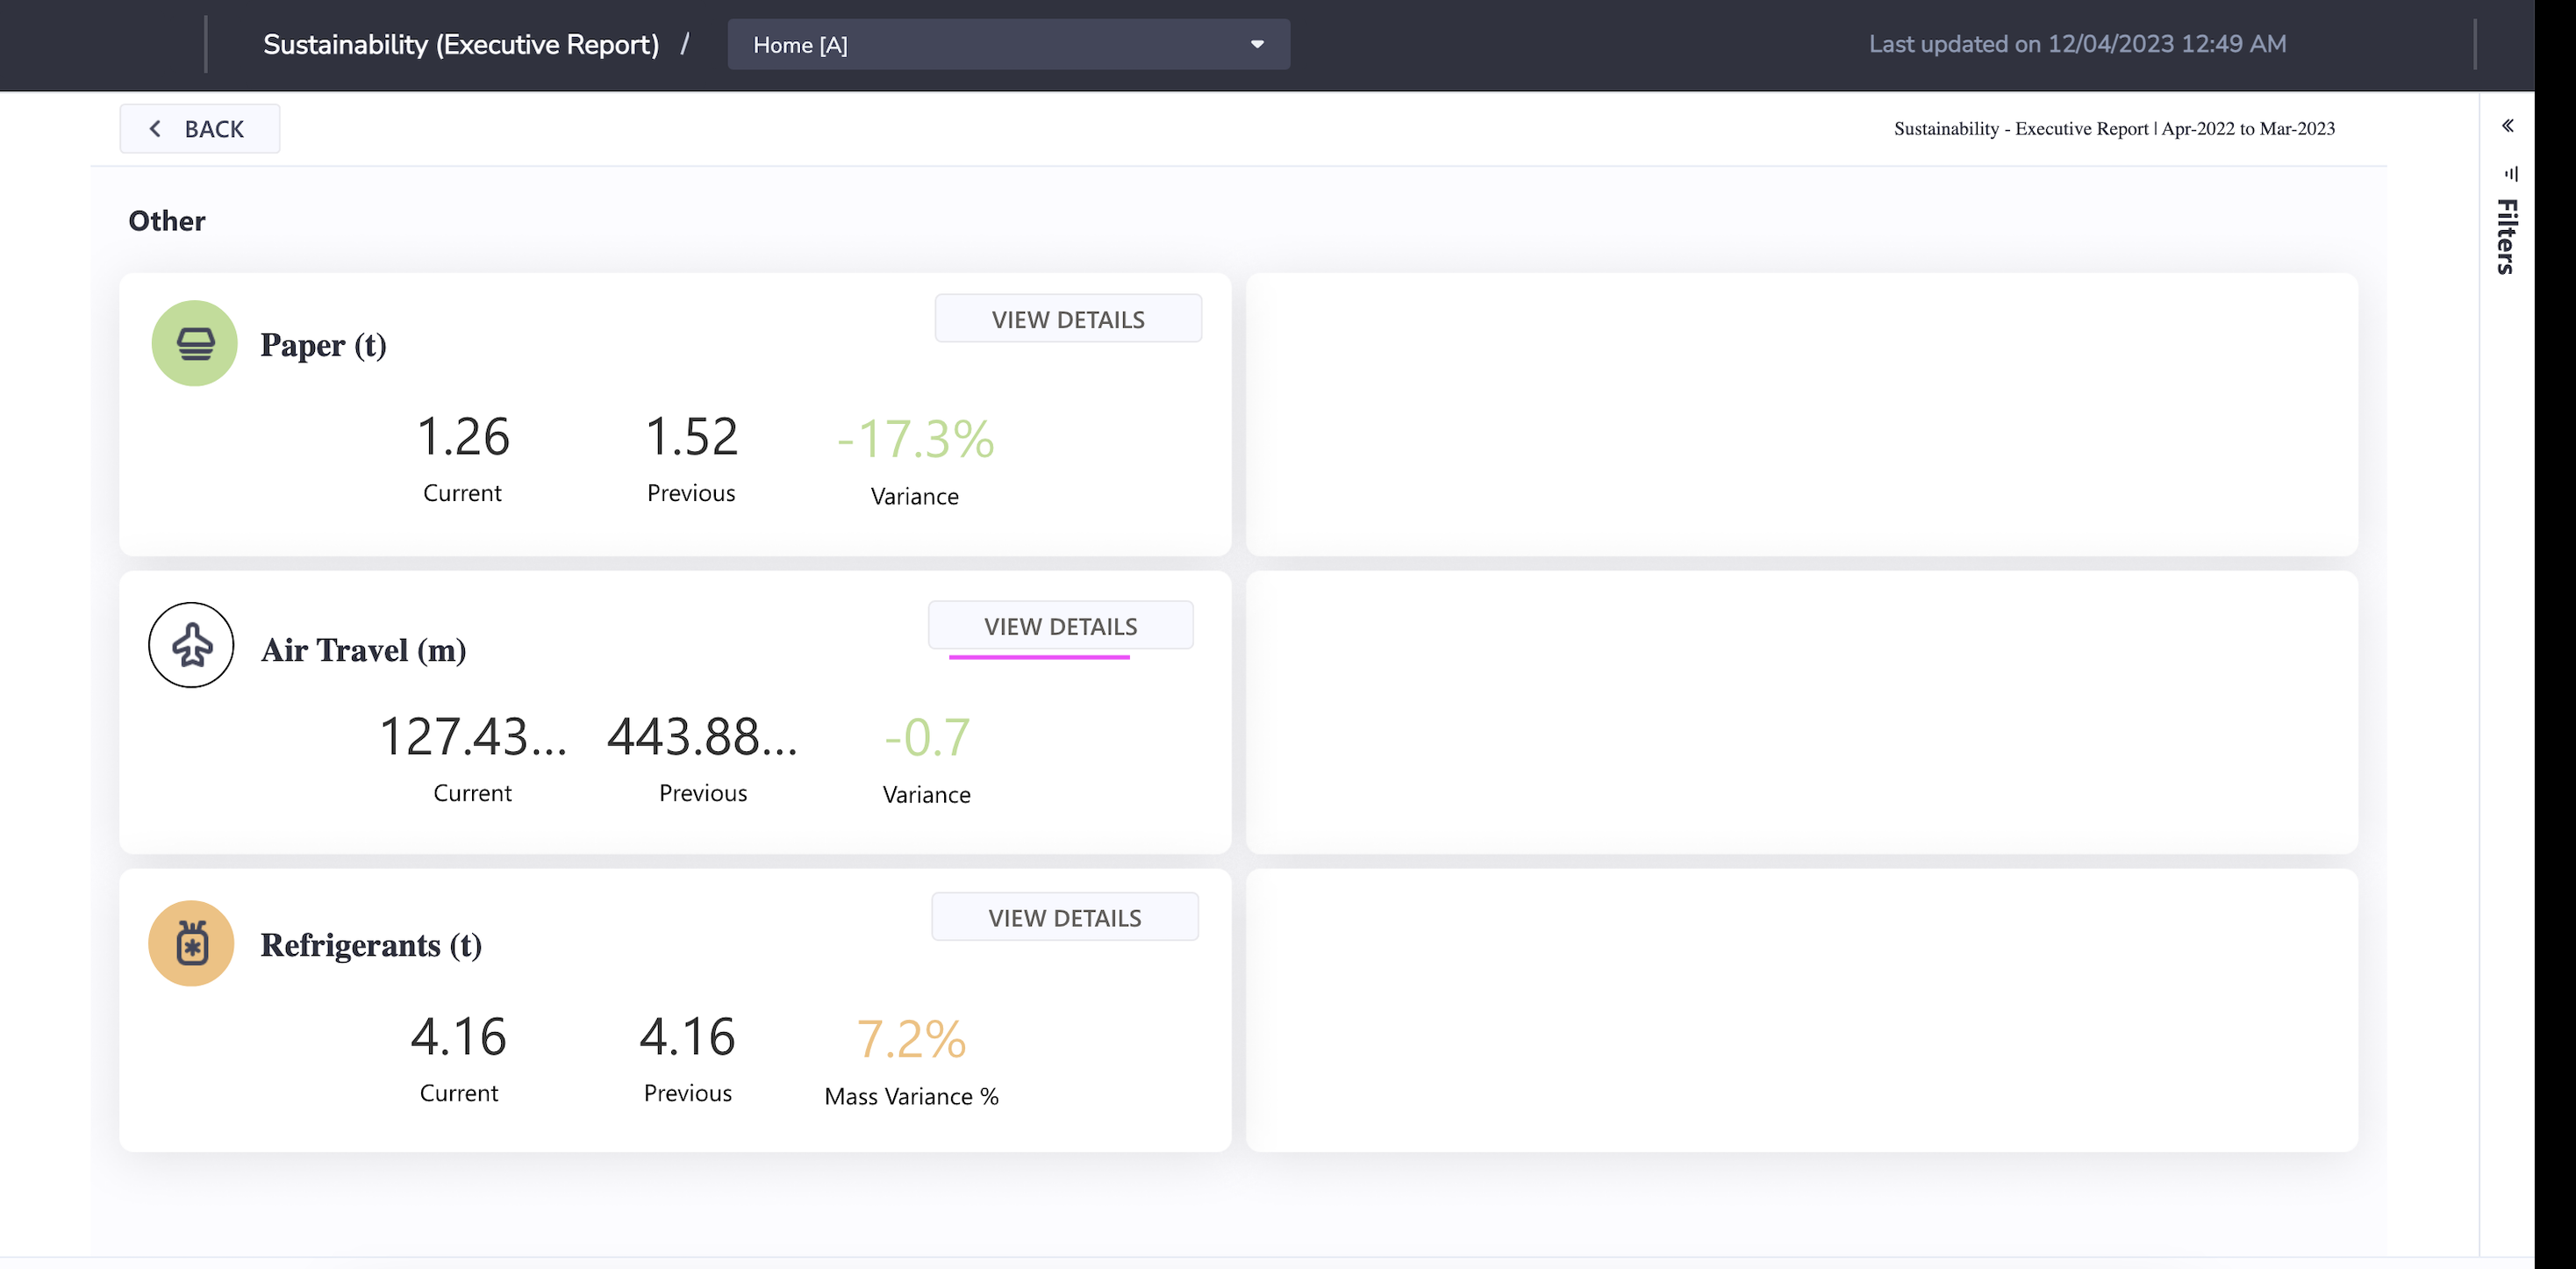 Sustainability (Executive Report) / Home [A] Last updated on 12/04/2023 12:49 AM
BACK Sustainability - Executive Report | Apr-2022 to Mar-2023
Filters
Other
Paper (t) VIEW DETAILS
1.26 1.52 -17.3%
Current Previous Variance
Air Travel (m) VIEW DETAILS
127.43... 443.88... -0.7
Current Previous Variance
Refrigerants (t) VIEW DETAILS
4.16 4.16 7.2%
Current Previous Mass Variance %